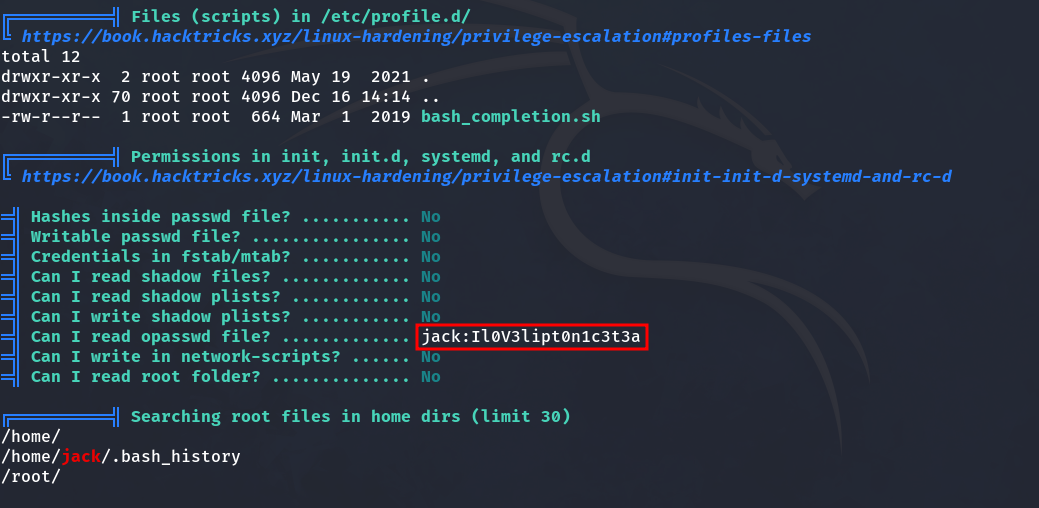 Files (scripts) in /etc/profile.d/
https://book.hacktricks.xyz/linux-hardening/privilege-escalation#profiles-files
total 12
drwxr-xr-x  2 root root 4096 May 19  2021 .
drwxr-xr-x 70 root root 4096 Dec 16 14:14 ..
-rw-r--r--  1 root root  664 Mar  1  2019 bash_completion.sh
Permissions in init, init.d, systemd, and rc.d
https://book.hacktricks.xyz/linux-hardening/privilege-escalation#init-init-d-systemd-and-rc-d
Hashes inside passwd file? ........... No
Writable passwd file? ................ No
Credentials in fstab/mtab? ........... No
Can I read shadow files? ............. No
Can I read shadow plists? ............ No
Can I write shadow plists? ........... No
Can I read opasswd file? ............. jack:Il0V3lipt0n1c3t3a
Can I write in network-scripts? ...... No
Can I read root folder? .............. No
Searching root files in home dirs (limit 30)
/home/
/home/jack/.bash_history
/root/